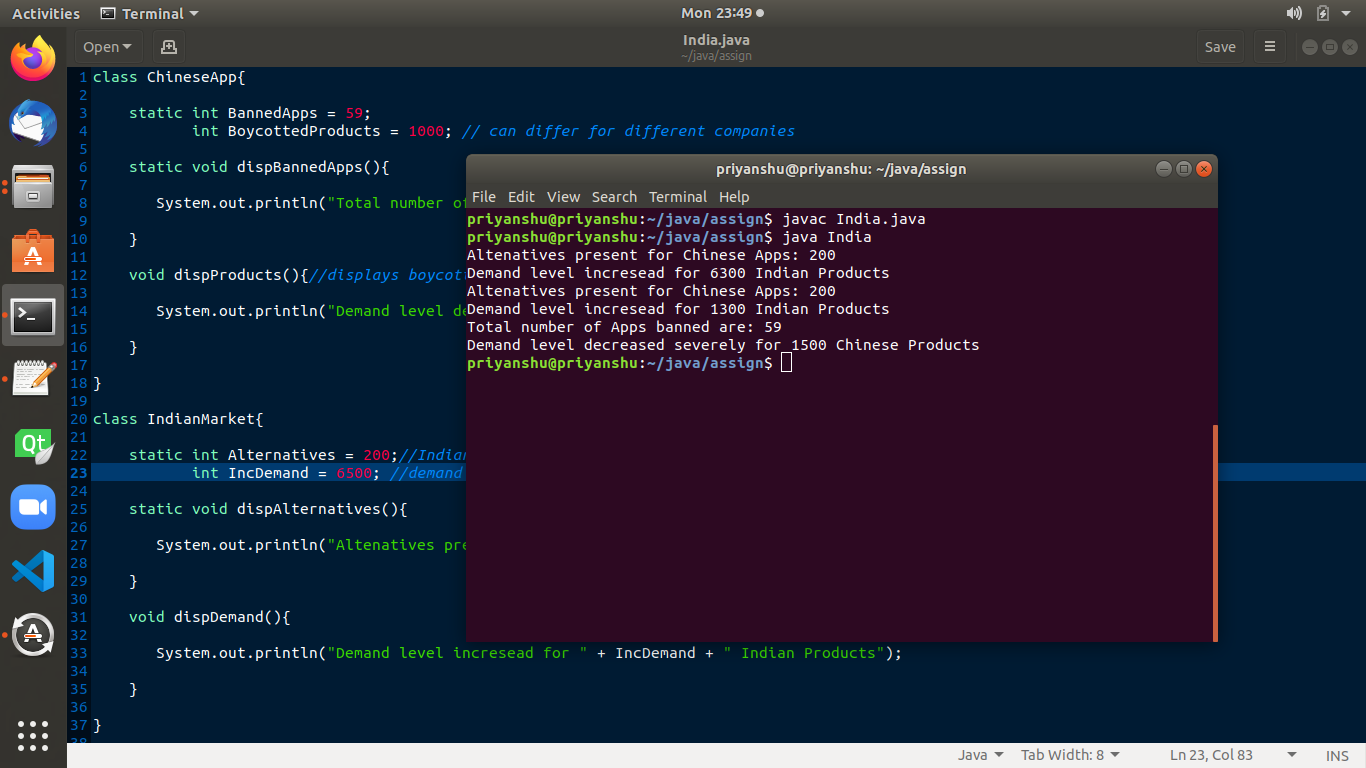 Activities Terminal Mon 23:49
Open India.java Save
~/java/assign
1 class ChineseApp{
2
3 static int BannedApps = 59;
4 int BoycottedProducts = 1000; // can differ for different companies
5
6 static void dispBannedApps(){
7
8 System.out.println("Total number of
9
10 }
11
12 void dispProducts(){//displays boycot
13
14 System.out.println("Demand level de
15
16 }
17
18 }
19
20 class IndianMarket{
21
22 static int Alternatives = 200;//Indian
23 int IncDemand = 6500; //demand
24
25 static void dispAlternatives(){
26
27 System.out.println("Altenatives pre
28
29 }
30
31 void dispDemand(){
32
33 System.out.println("Demand level incresead for " + IncDemand + " Indian Products");
34
35 }
36
37 }
38
priyanshu@priyanshu: ~/java/assign
File Edit View Search Terminal Help
priyanshu@priyanshu:~/java/assign$ javac India.java
priyanshu@priyanshu:~/java/assign$ java India
Altenatives present for Chinese Apps: 200
Demand level incresead for 6300 Indian Products
Altenatives present for Chinese Apps: 200
Demand level incresead for 1300 Indian Products
Total number of Apps banned are: 59
Demand level decreased severely for 1500 Chinese Products
priyanshu@priyanshu:~/java/assign$
Qt
Java Tab Width: 8 Ln 23, Col 83 INS